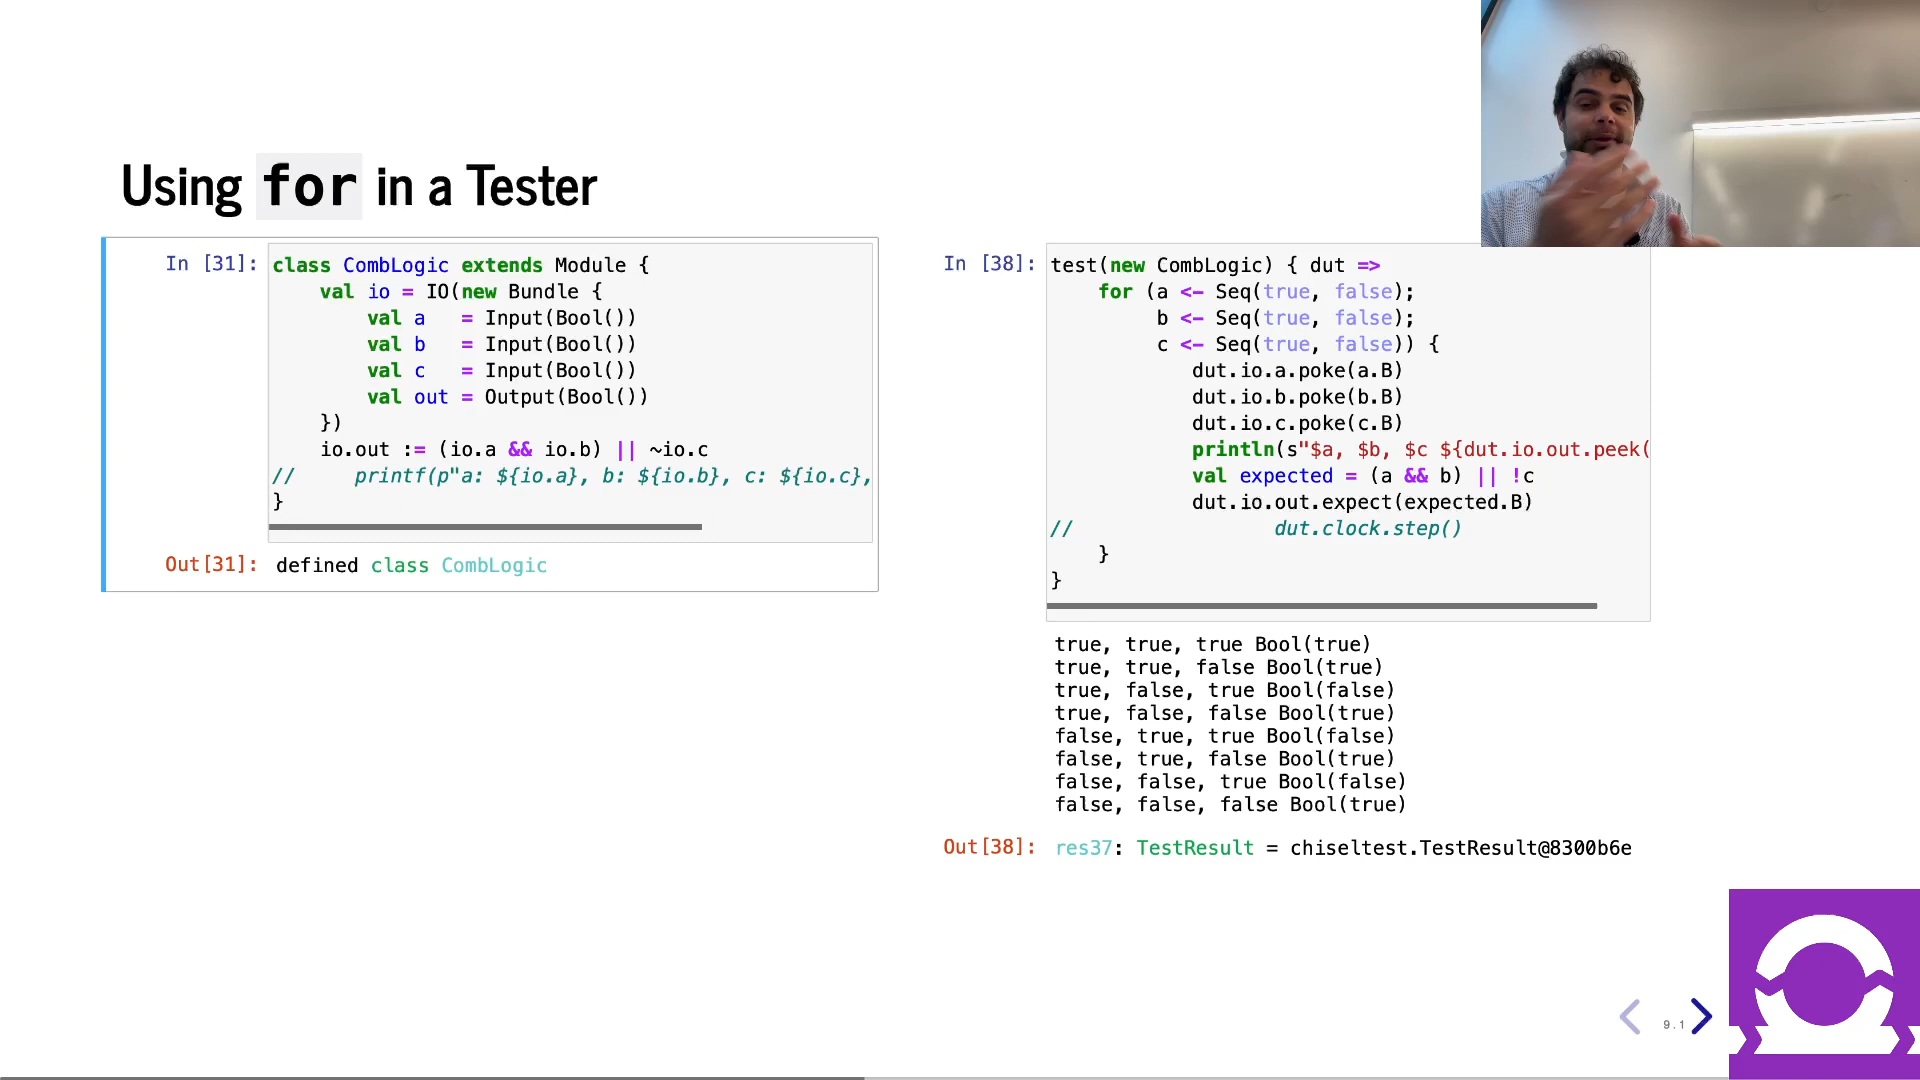 Using for in a Tester
In [31]:
class CombLogic extends Module {
    val io = IO(new Bundle {
        val a   = Input(Bool())
        val b   = Input(Bool())
        val c   = Input(Bool())
        val out = Output(Bool())
    })
    io.out := (io.a && io.b) || ~io.c
//     printf(p"a: ${io.a}, b: ${io.b}, c: ${io.c},
}
Out[31]: defined class CombLogic
In [38]:
test(new CombLogic) { dut =>
    for (a <- Seq(true, false);
         b <- Seq(true, false);
         c <- Seq(true, false)) {
            dut.io.a.poke(a.B)
            dut.io.b.poke(b.B)
            dut.io.c.poke(c.B)
            println(s"$a, $b, $c ${dut.io.out.peek(
            val expected = (a && b) || !c
            dut.io.out.expect(expected.B)
//                 dut.clock.step()
    }
}
true, true, true Bool(true)
true, true, false Bool(true)
true, false, true Bool(false)
true, false, false Bool(true)
false, true, true Bool(false)
false, true, false Bool(true)
false, false, true Bool(false)
false, false, false Bool(true)
Out[38]: res37: TestResult = chiseltest.TestResult@8300b6e
9.1